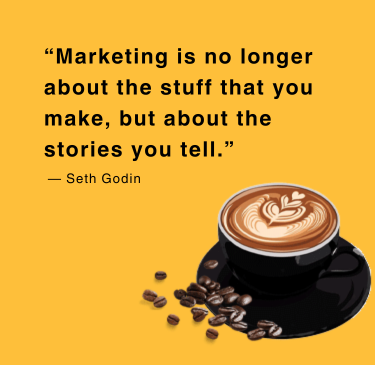 “Marketing is no longer
about the stuff that you
make, but about the
stories you tell.”
— Seth Godin